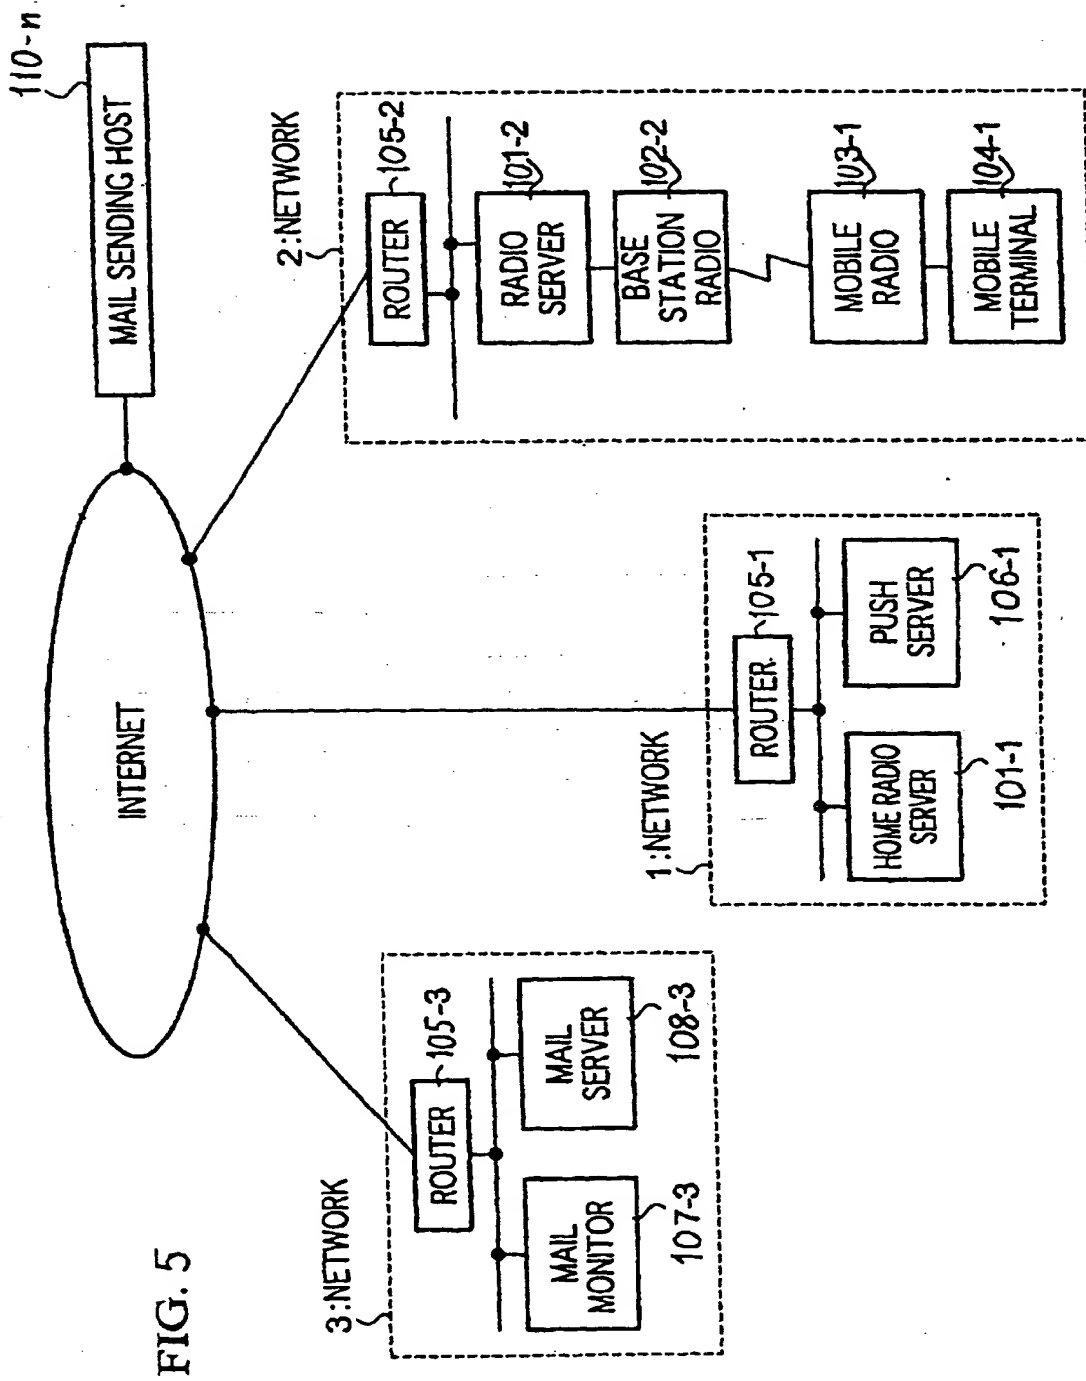 FIG. 5
INTERNET
MAIL SENDING HOST
110-n
3:NETWORK
ROUTER
105-3
MAIL
MONITOR
107-3
MAIL
SERVER
108-3
1:NETWORK
ROUTER.
105-1
HOME RADIO
SERVER
101-1
PUSH
SERVER
106-1
2:NETWORK
ROUTER
105-2
RADIO
SERVER
101-2
BASE
STATION
RADIO
102-2
MOBILE
RADIO
103-1
MOBILE
TERMINAL
104-1